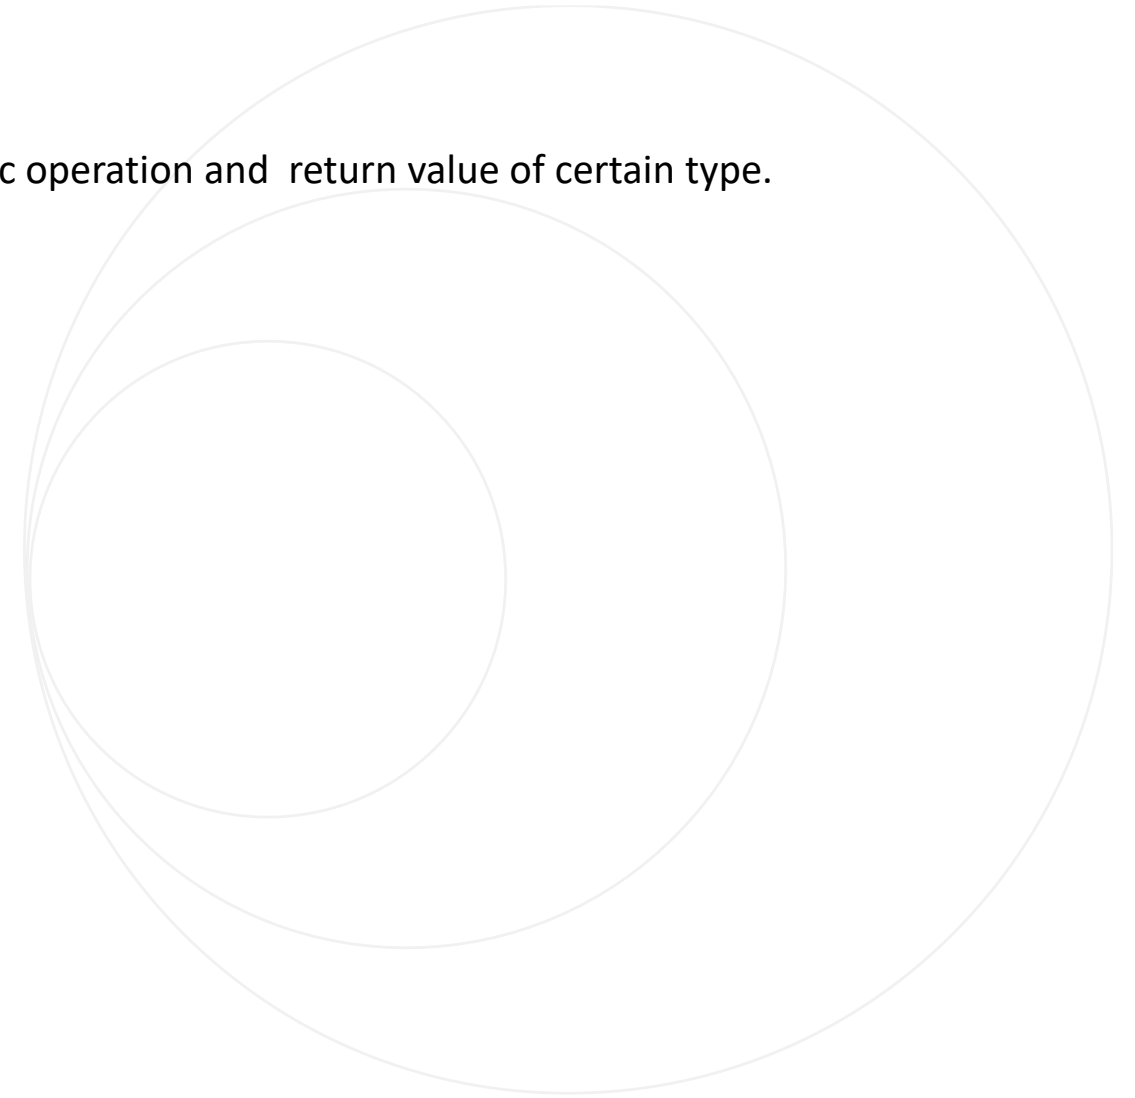 c operation and  return value of certain type.